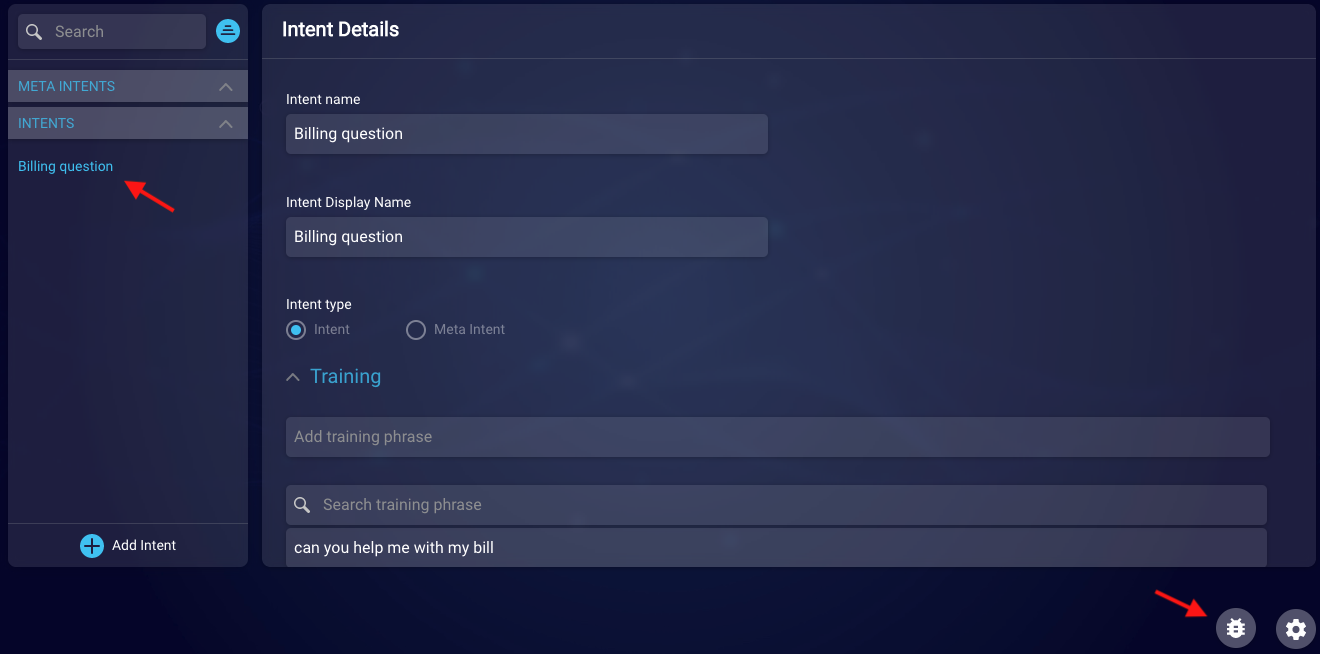 Search
META INTENTS
INTENTS
Billing question
Add Intent
Intent Details
Intent name
Billing question
Intent Display Name
Billing question
Intent type
Intent Meta Intent
Training
Add training phrase
Search training phrase
can you help me with my bill